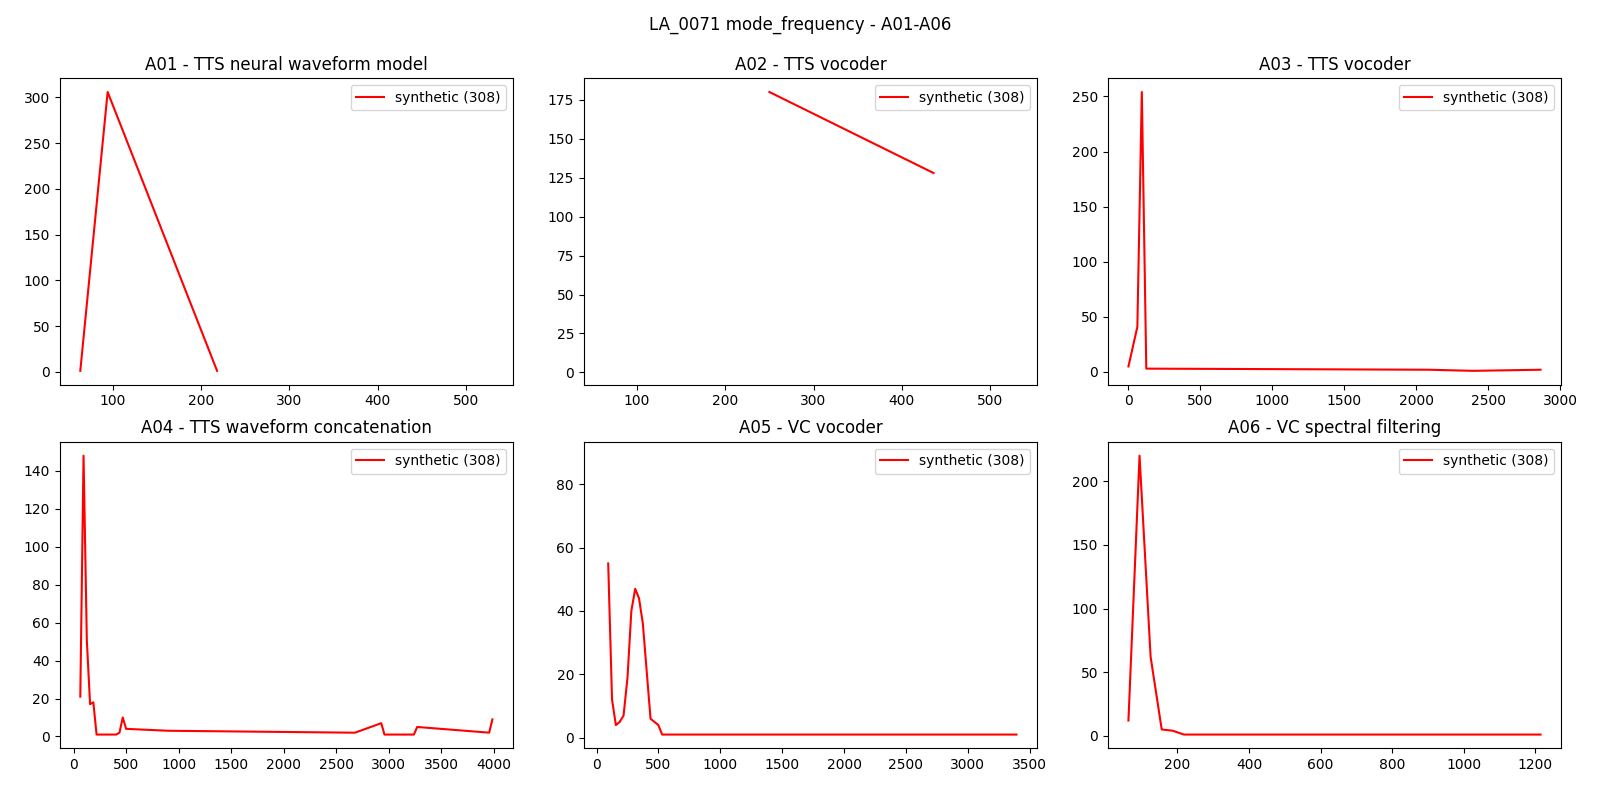 LA_0071 mode_frequency - A01-A06
A01 - TTS neural waveform model
synthetic (308)
300
250
200
150
100
50
0
100 200 300 400 500
A02 - TTS vocoder
synthetic (308)
175
150
125
100
75
50
25
0
100 200 300 400 500
A03 - TTS vocoder
synthetic (308)
250
200
150
100
50
0
0 500 1000 1500 2000 2500 3000
A04 - TTS waveform concatenation
synthetic (308)
140
120
100
80
60
40
20
0
0 500 1000 1500 2000 2500 3000 3500 4000
A05 - VC vocoder
synthetic (308)
80
60
40
20
0
0 500 1000 1500 2000 2500 3000 3500
A06 - VC spectral filtering
synthetic (308)
200
150
100
50
0
200 400 600 800 1000 1200